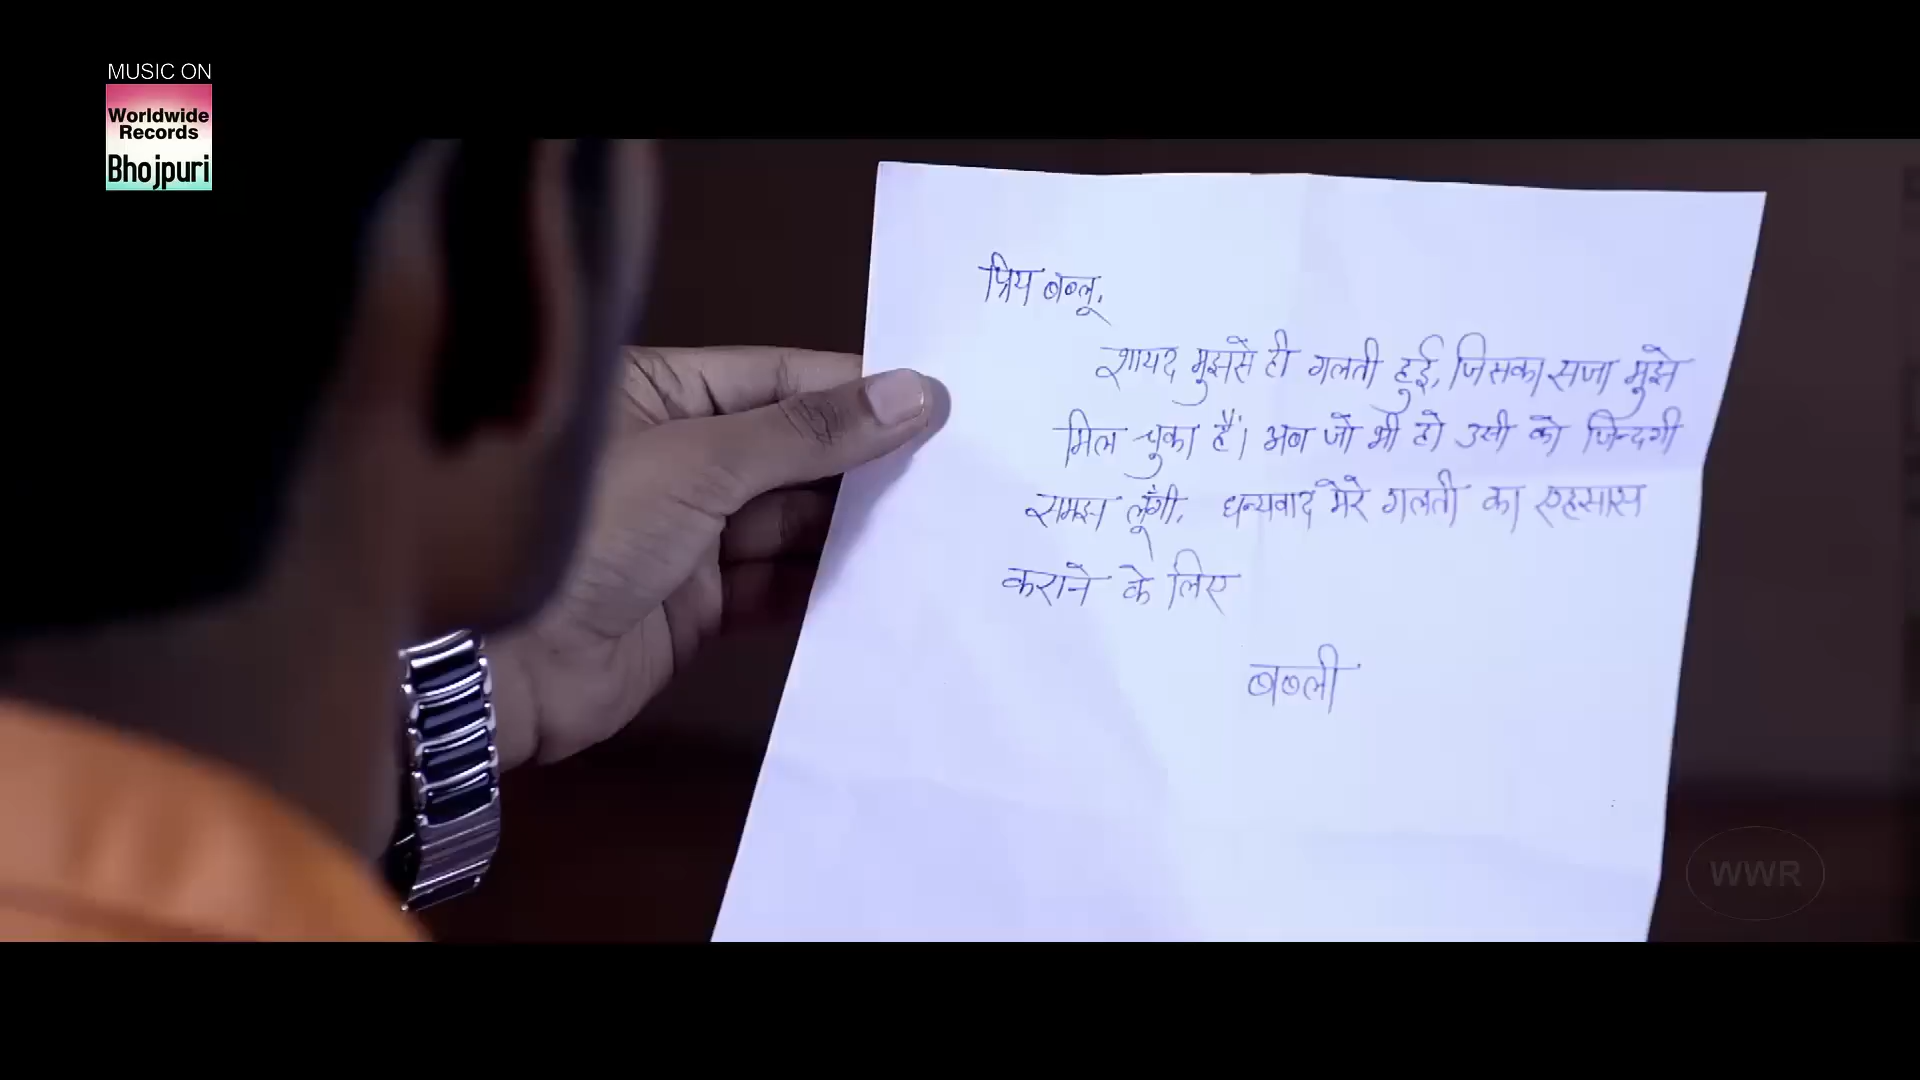 MUSIC ON
Worldwide
Records
Bhojpuri
प्रिय बब्लू,
शायद मुझसे ही गलती हुई, जिसका सजा मुझे
मिल चुका हैं। अब जो भी हो उसी को जिन्दगी
समझ लूँगी, धन्यवाद मेरे गलती का एहसास
कराने के लिए
बब्ली
WWR